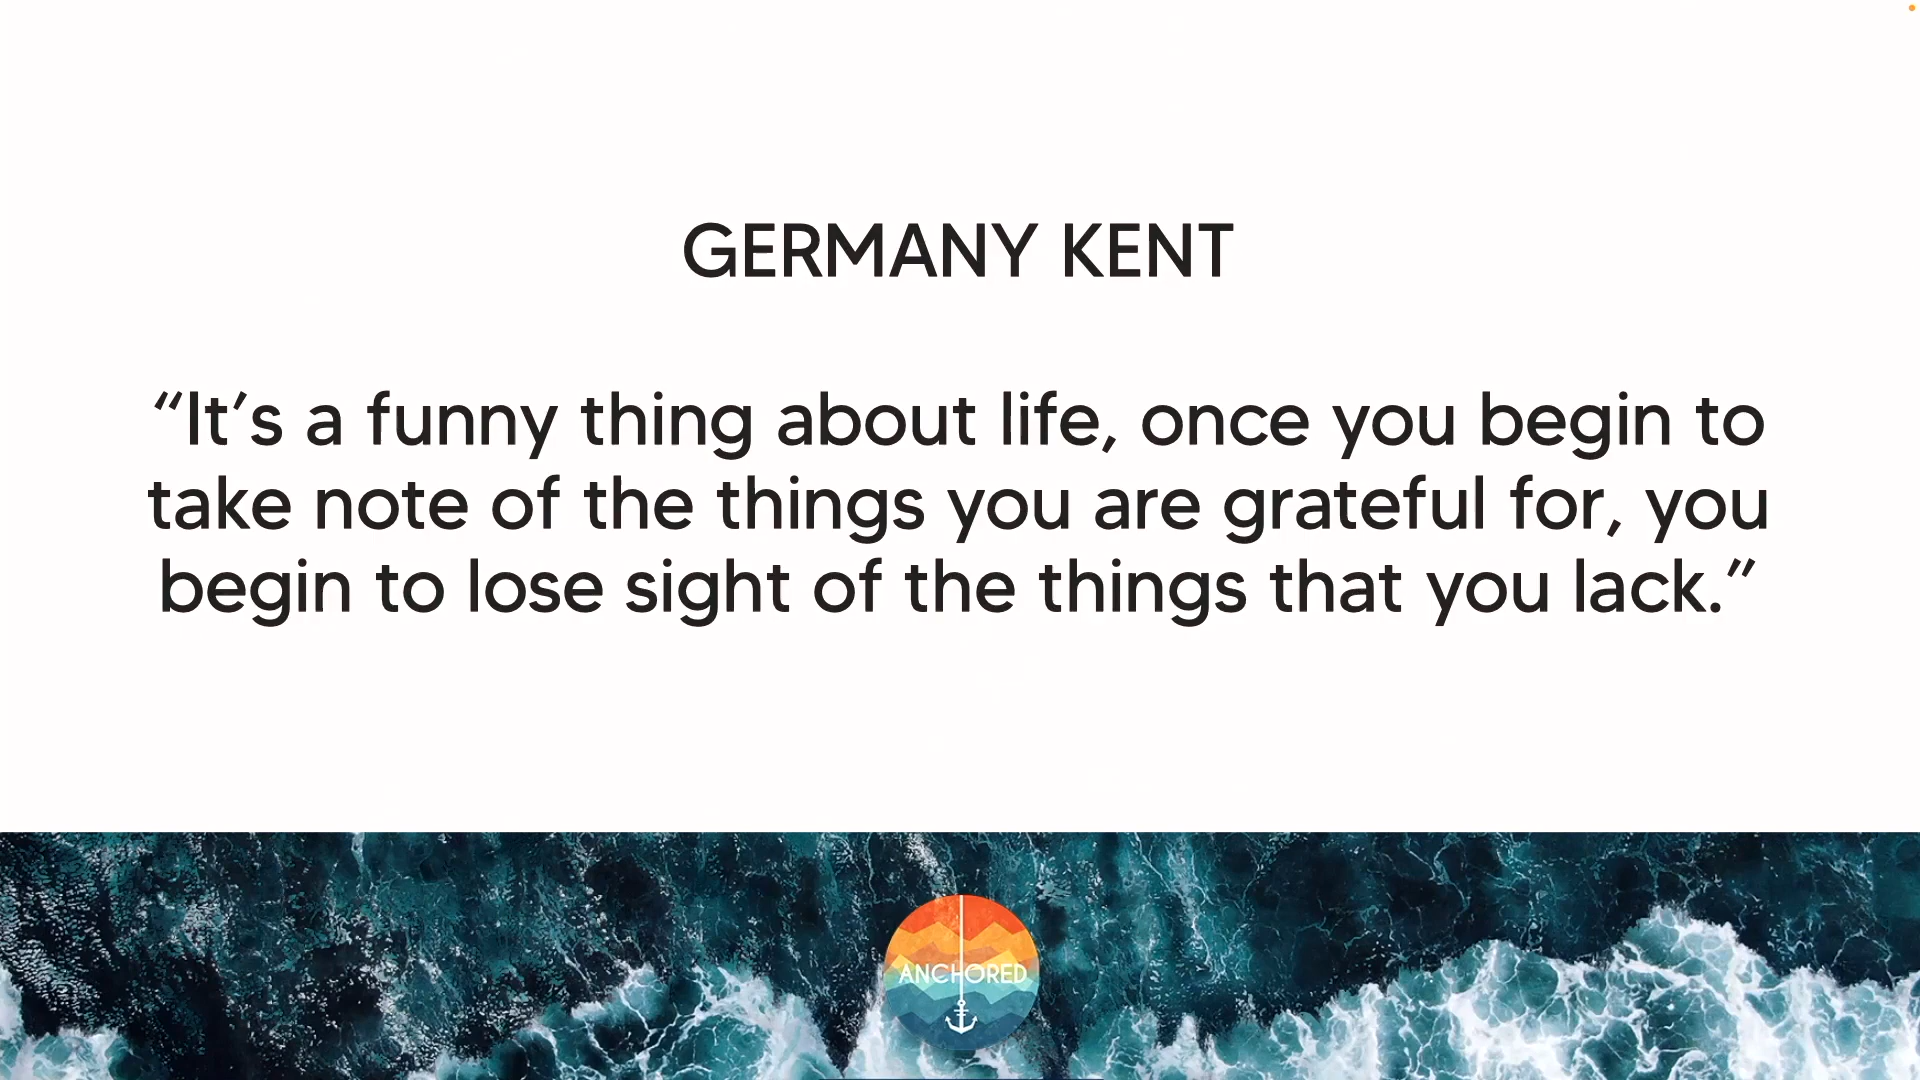 GERMANY KENT
“It’s a funny thing about life, once you begin to
take note of the things you are grateful for, you
begin to lose sight of the things that you lack.”
ANCHORED